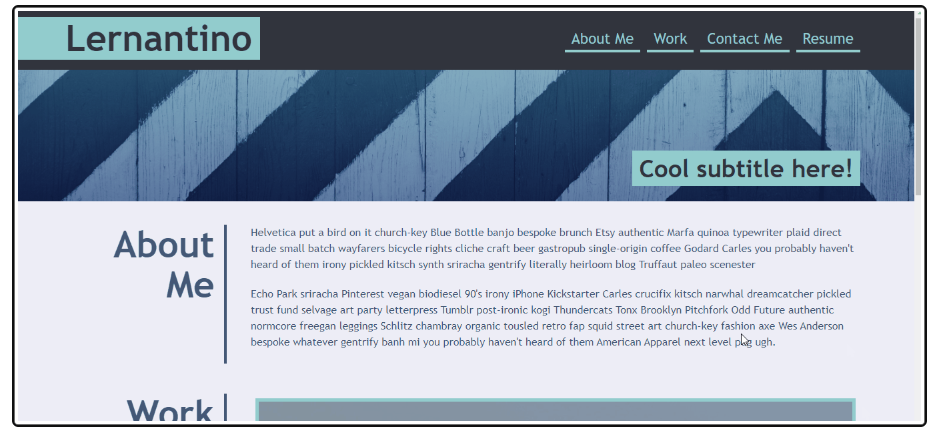 Lernantino
About Me Work Contact Me Resume
Cool subtitle here!
About
Me
Helvetica put a bird on it church-key Blue Bottle banjo bespoke brunch Etsy authentic Marfa quinoa typewriter plaid direct
trade small batch wayfarers bicycle rights cliche craft beer gastropub single-origin coffee Godard Carles you probably haven't
heard of them irony pickled kitsch synth sriracha gentrify literally heirloom blog Truffaut paleo scenester
Echo Park sriracha Pinterest vegan biodiesel 90's irony iPhone Kickstarter Carles crucifix kitsch narwhal dreamcatcher pickled
trust fund selvage art party letterpress Tumblr post-ironic kogi Thundercats Tonx Brooklyn Pitchfork Odd Future authentic
normcore freegan leggings Schlitz chambray organic tousled retro fap squid street art church-key fashion axe Wes Anderson
bespoke whatever gentrify banh mi you probably haven't heard of them American Apparel next level pug ugh.
Work